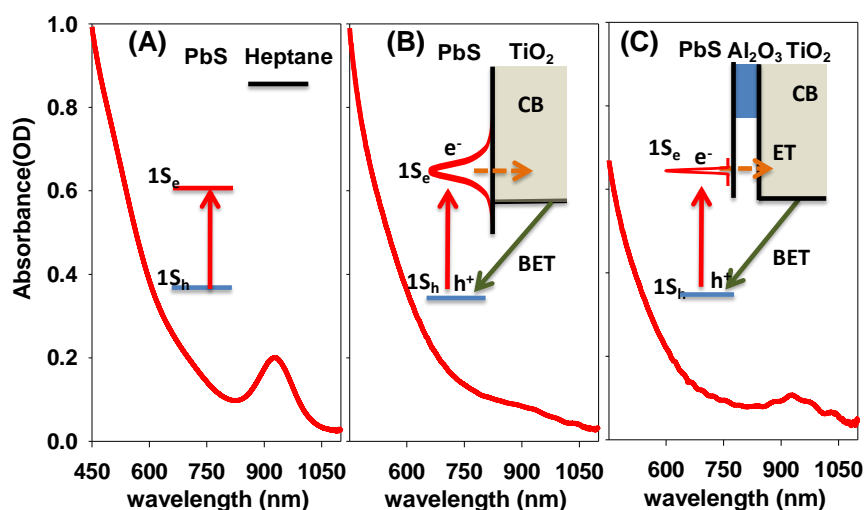 Absorbance(OD)
1.0
0.8
0.6
0.4
0.2
0.0
(A)
PbS Heptane
1Sₑ
1Sₕ
450 600 750 900 1050
wavelength (nm)
(B)
PbS TiO₂
CB
e⁻
1Sₑ
BET
1Sₕ h⁺
600 750 900 1050
wavelength (nm)
(C)
PbS Al₂O₃ TiO₂
CB
1Sₑ e⁻ ET
BET
1Sₕ h⁺
600 750 900 1050
wavelength (nm)